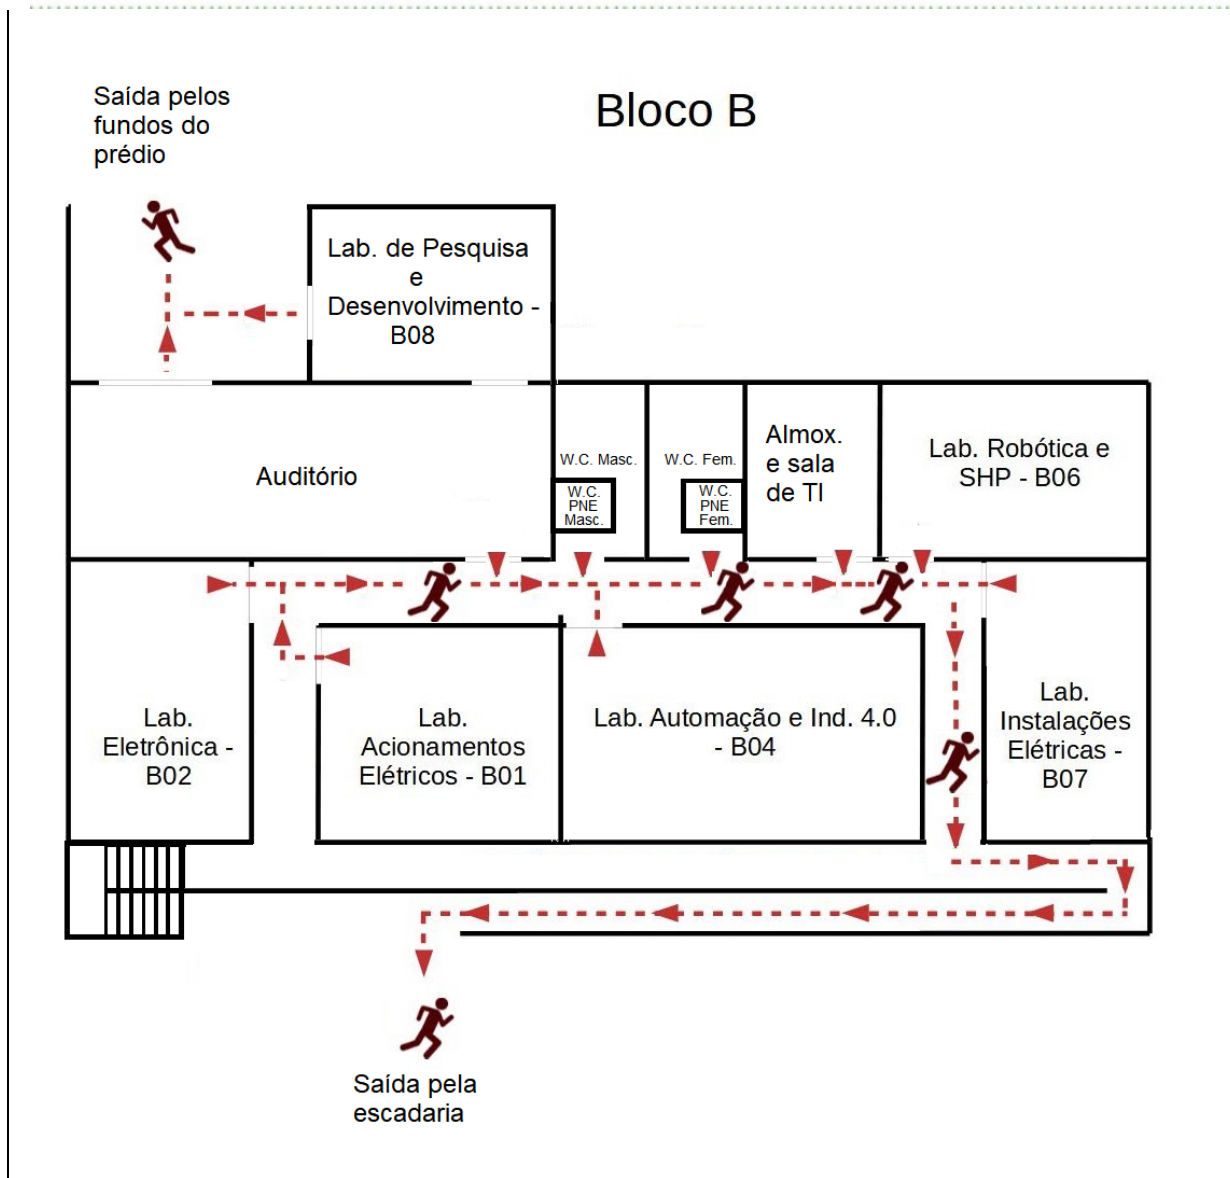 Saída pelos
fundos do
prédio
Bloco B
Lab. de Pesquisa
e
Desenvolvimento -
B08
Auditório
W.C. Masc.
W.C.
PNE
Masc.
W.C. Fem.
W.C.
PNE
Fem.
Almox.
e sala
de TI
Lab. Robótica e
SHP - B06
Lab.
Eletrônica -
B02
Lab.
Acionamentos
Elétricos - B01
Lab. Automação e Ind. 4.0
- B04
Lab.
Instalações
Elétricas -
B07
Saída pela
escadaria